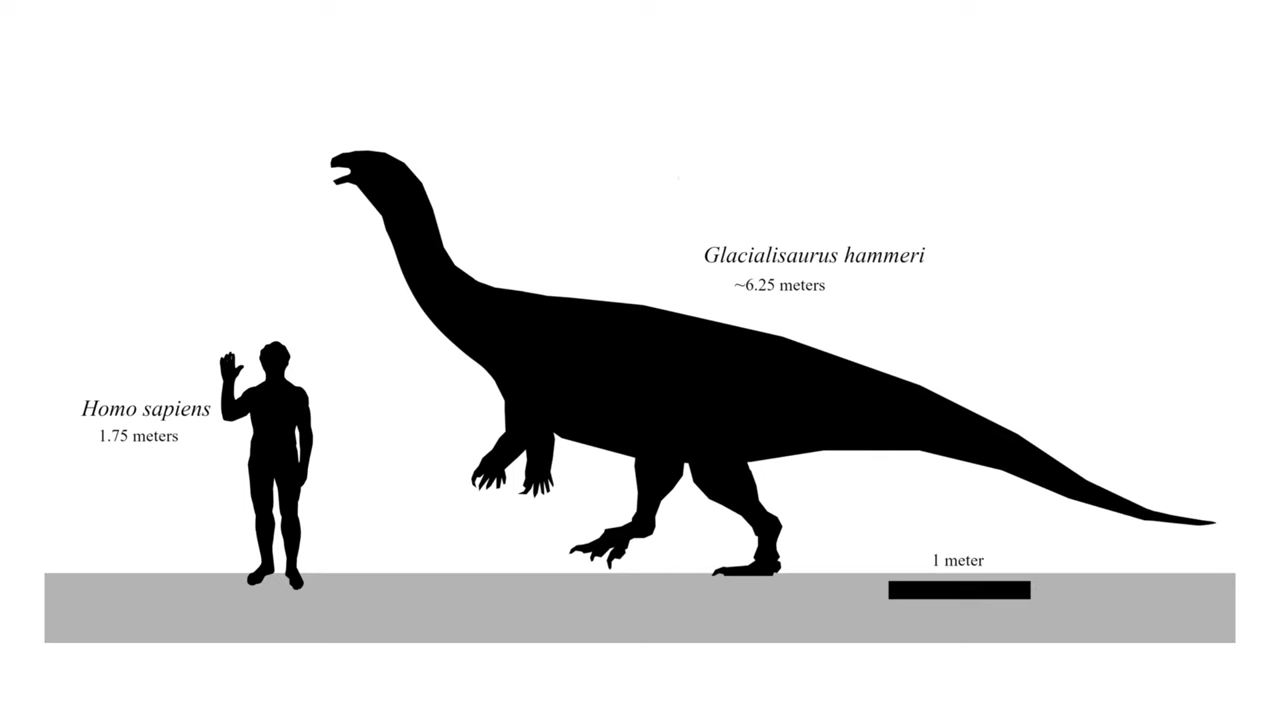 Glacialisaurus hammeri
~6.25 meters
Homo sapiens
1.75 meters
1 meter